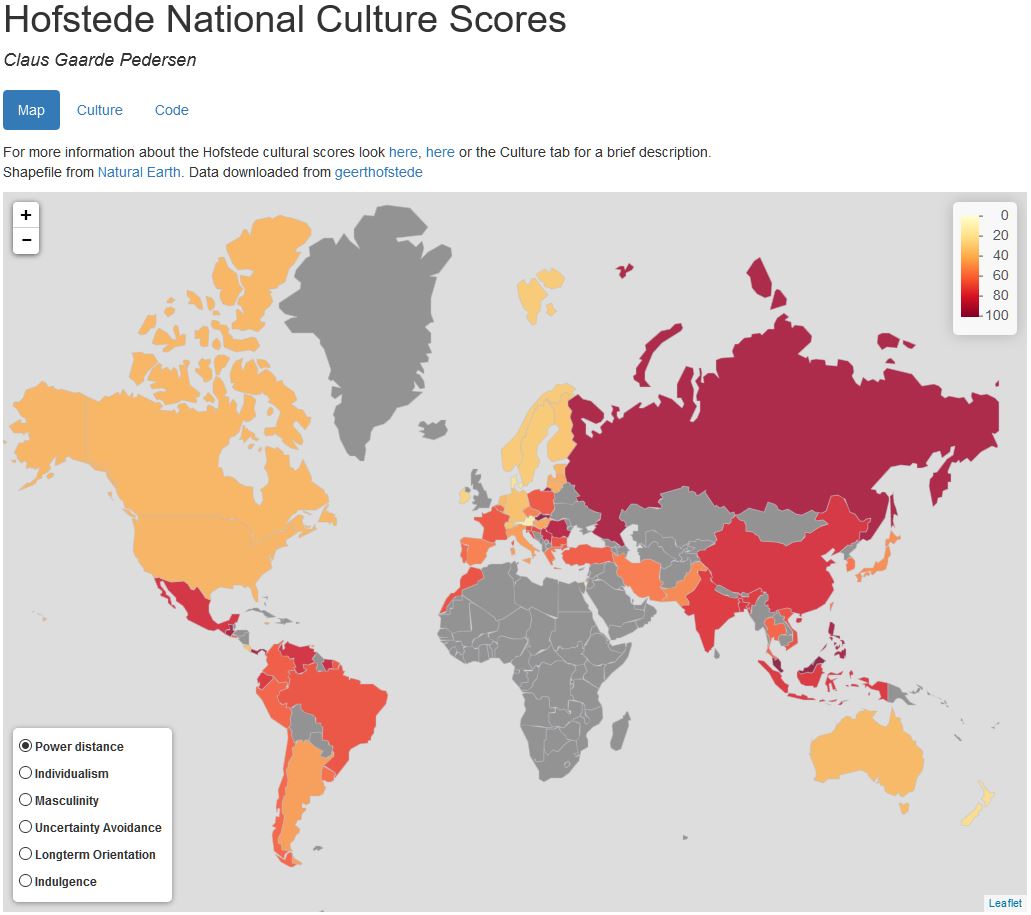 Hofstede National Culture Scores
Claus Gaarde Pedersen
Map Culture Code
For more information about the Hofstede cultural scores look here, here or the Culture tab for a brief description.
Shapefile from Natural Earth. Data downloaded from geerthofstede
+
−
0
20
40
60
80
100
Power distance
Individualism
Masculinity
Uncertainty Avoidance
Longterm Orientation
Indulgence
Leaflet